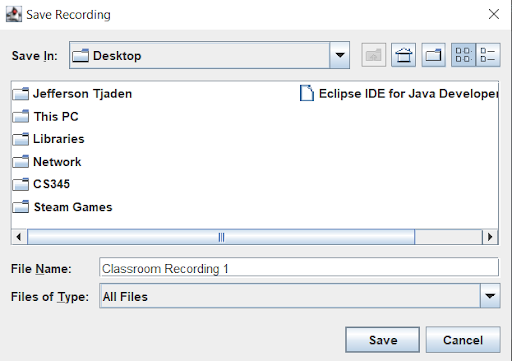 Save Recording
Save In: Desktop
Jefferson Tjaden
Eclipse IDE for Java Developer
This PC
Libraries
Network
CS345
Steam Games
File Name: Classroom Recording 1
Files of Type: All Files
Save Cancel